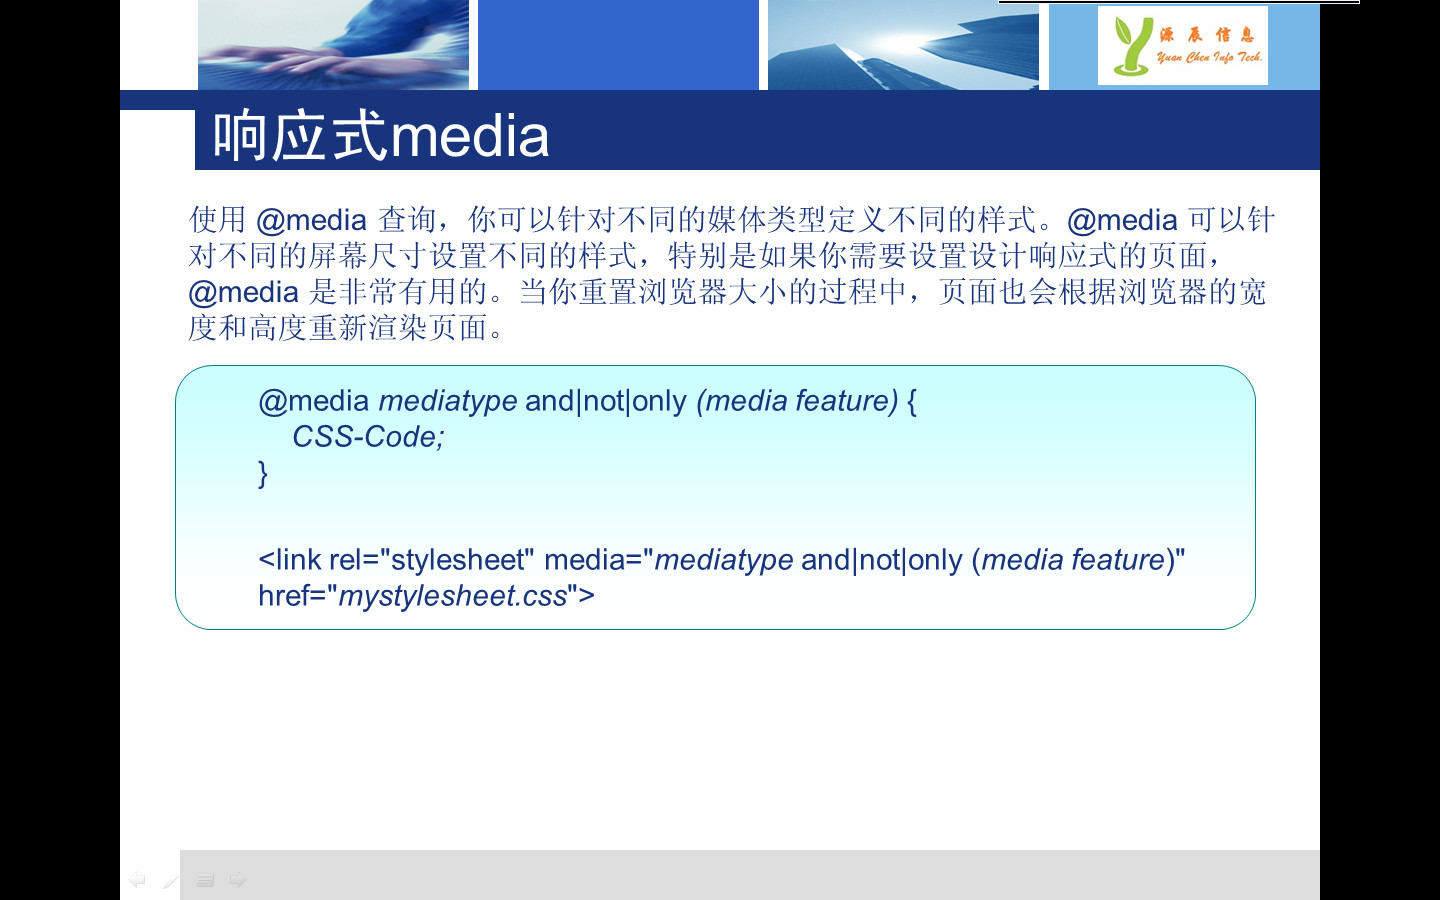 源辰信息
Yuan Chen Info Tech.
响应式media
使用 @media 查询，你可以针对不同的媒体类型定义不同的样式。@media 可以针
对不同的屏幕尺寸设置不同的样式，特别是如果你需要设置设计响应式的页面，
@media 是非常有用的。当你重置浏览器大小的过程中，页面也会根据浏览器的宽
度和高度重新渲染页面。
@media mediatype and|not|only (media feature) {
CSS-Code;
}
<link rel="stylesheet" media="mediatype and|not|only (media feature)"
href="mystylesheet.css">